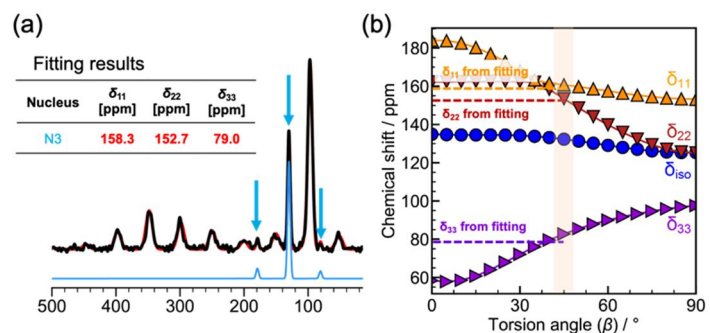 (a)
Fitting results
Nucleus δ11 [ppm] δ22 [ppm] δ33 [ppm]
N3 158.3 152.7 79.0
500 400 300 200 100
(b)
Chemical shift / ppm
180
160
140
120
100
80
60
δ11 from fitting
δ22 from fitting
δ33 from fitting
δ11
δ22
δiso
δ33
0 30 60 90
Torsion angle (β) / °